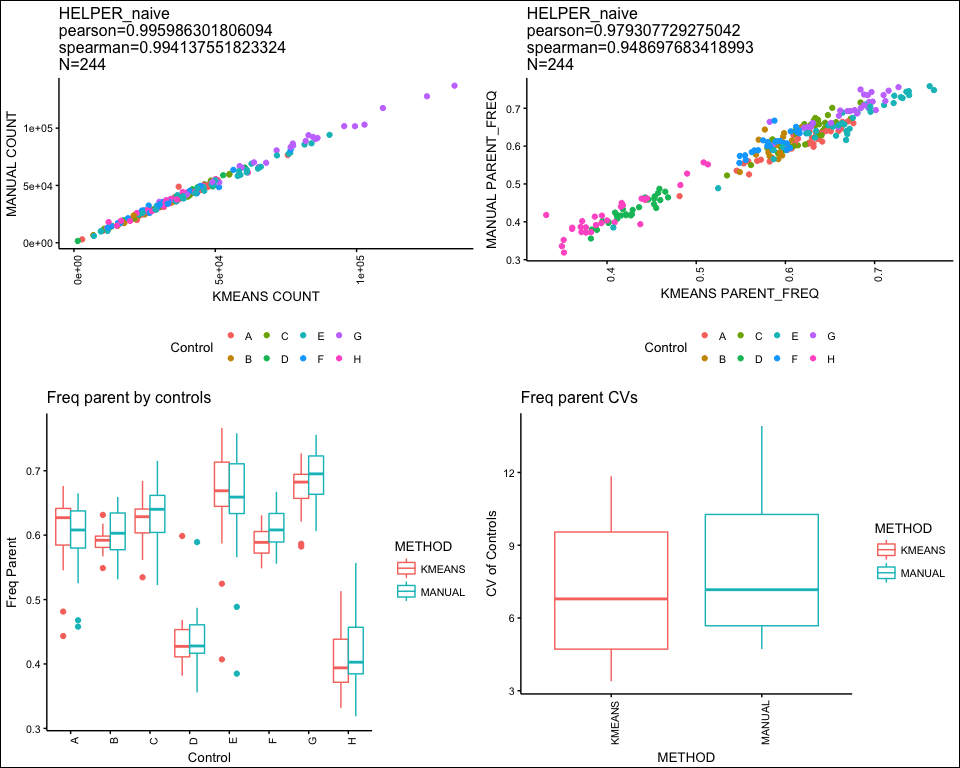 HELPER_naive
pearson=0.995986301806094
spearman=0.994137551823324
N=244
MANUAL COUNT
1e+05
5e+04
0e+00
0e+00
5e+04
1e+05
KMEANS COUNT
Control
A
C
E
G
B
D
F
H
HELPER_naive
pearson=0.979307729275042
spearman=0.948697683418993
N=244
MANUAL PARENT_FREQ
0.7
0.6
0.5
0.4
0.3
0.4
0.5
0.6
0.7
KMEANS PARENT_FREQ
Control
A
C
E
G
B
D
F
H
Freq parent by controls
Freq Parent
0.7
0.6
0.5
0.4
0.3
A
B
C
D
E
F
G
H
Control
METHOD
KMEANS
MANUAL
Freq parent CVs
CV of Controls
12
9
6
3
KMEANS
MANUAL
METHOD
METHOD
KMEANS
MANUAL